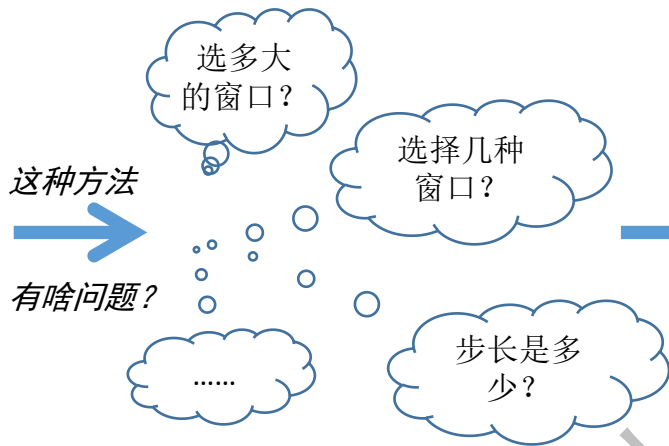 选多大
的窗口？
选择几种
窗口？
这种方法
有啥问题？
步长是多
少？
......